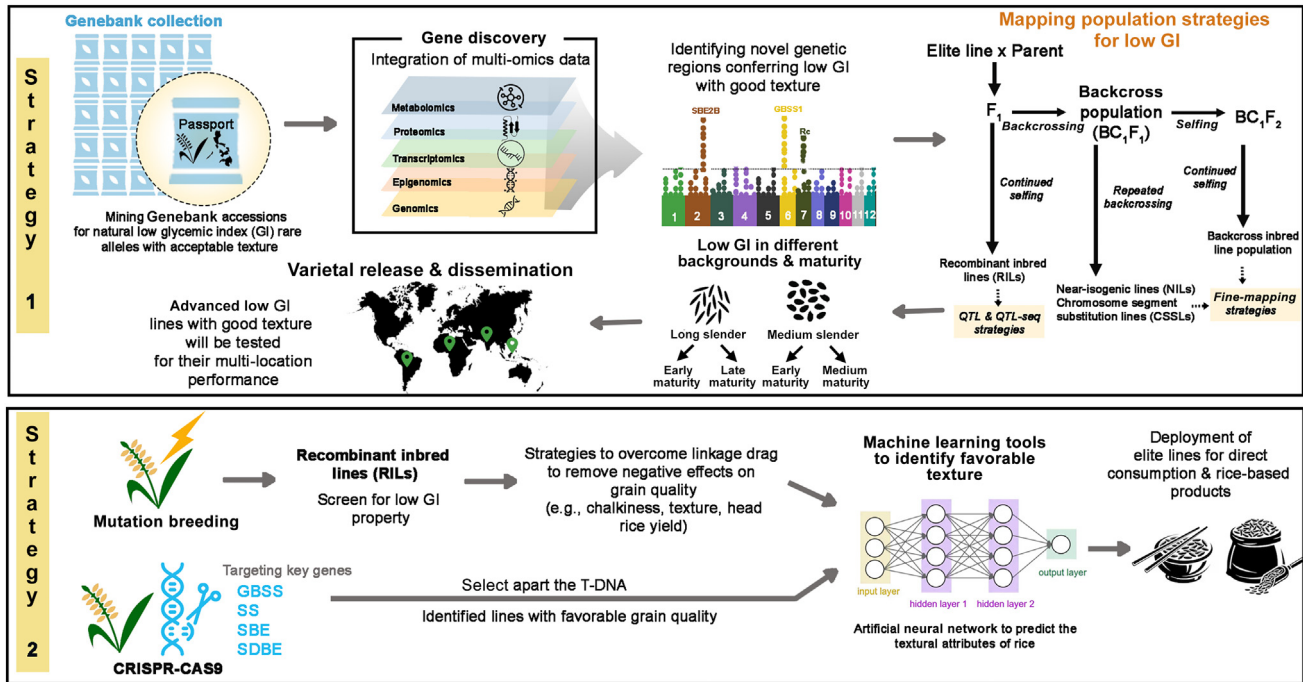 Strategy
1
Genebank collection
Passport
Mining Genebank accessions
for natural low glycemic index (GI) rare
alleles with acceptable texture
Gene discovery
Integration of multi-omics data
Metabolomics
Proteomics
Transcriptomics
Epigenomics
Genomics
Identifying novel genetic
regions conferring low GI
with good texture
SBE2B
GBSS1
Rc
1 2 3 4 5 6 7 8 9 10 11 12
Mapping population strategies
for low GI
Elite line x Parent
F1
Backcrossing
Backcross
population
(BC1F1)
Selfing
BC1F2
Continued
selfing
Repeated
backcrossing
Continued
selfing
Recombinant inbred
lines (RILs)
QTL & QTL-seq
strategies
Near-isogenic lines (NILs)
Chromosome segment
substitution lines (CSSLs)
Backcross inbred
line population
Fine-mapping
strategies
Low GI in different
backgrounds & maturity
Long slender
Medium slender
Early
maturity
Late
maturity
Early
maturity
Medium
maturity
Varietal release & dissemination
Advanced low GI
lines with good texture
will be tested
for their multi-location
performance
Strategy
2
Mutation breeding
Recombinant inbred
lines (RILs)
Screen for low GI
property
Strategies to overcome linkage drag
to remove negative effects on
grain quality
(e.g., chalkiness, texture, head
rice yield)
CRISPR-CAS9
Targeting key genes
GBSS
SS
SBE
SDBE
Select apart the T-DNA
Identified lines with favorable grain quality
Machine learning tools
to identify favorable
texture
input layer
hidden layer 1
hidden layer 2
output layer
Artificial neural network to predict the
textural attributes of rice
Deployment of
elite lines for direct
consumption & rice-based
products